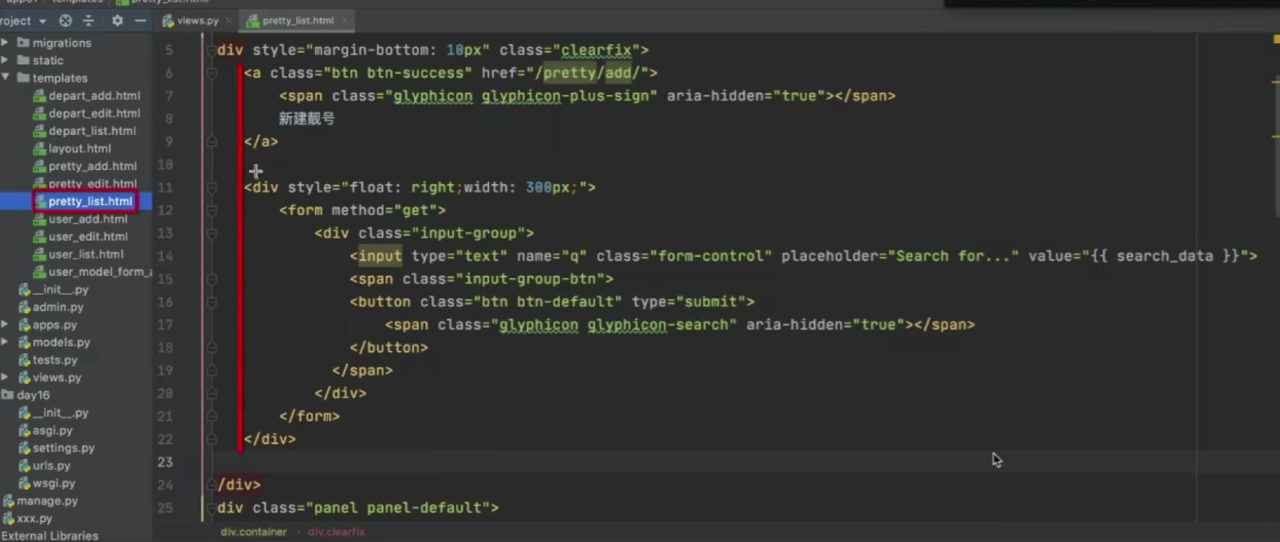 templates
pretty_list.html
roject
views.py
pretty_list.html
migrations
static
templates
depart_add.html
depart_edit.html
depart_list.html
layout.html
pretty_add.html
pretty_edit.html
pretty_list.html
user_add.html
user_edit.html
user_list.html
user_model_form_a
__init__.py
admin.py
apps.py
models.py
tests.py
views.py
day16
__init__.py
asgi.py
settings.py
urls.py
wsgi.py
manage.py
xxx.py
External Libraries
5 div style="margin-bottom: 10px" class="clearfix">
6 <a class="btn btn-success" href="/pretty/add/">
7 <span class="glyphicon glyphicon-plus-sign" aria-hidden="true"></span>
8 新建靓号
9 </a>
10
11 <div style="float: right;width: 300px;">
12 <form method="get">
13 <div class="input-group">
14 <input type="text" name="q" class="form-control" placeholder="Search for..." value="{{ search_data }}">
15 <span class="input-group-btn">
16 <button class="btn btn-default" type="submit">
17 <span class="glyphicon glyphicon-search" aria-hidden="true"></span>
18 </button>
19 </span>
20 </div>
21 </form>
22 </div>
23
24 /div>
25 div class="panel panel-default">
div.container › div.clearfix